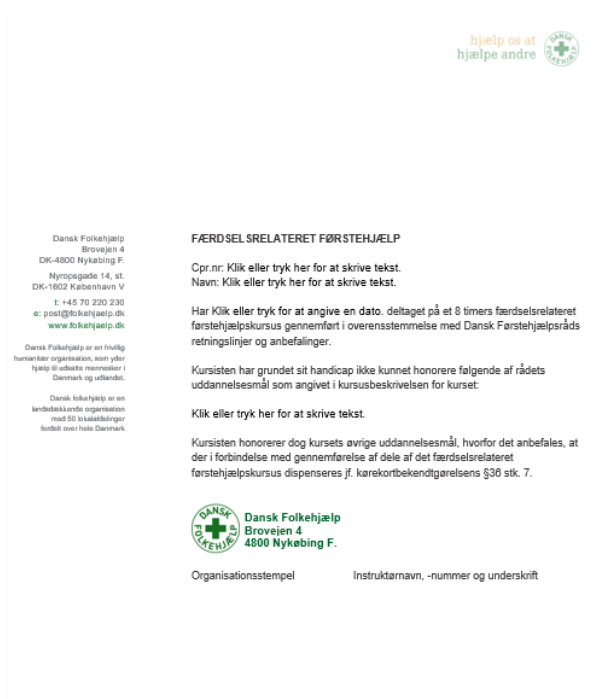 hjælp os at
hjælpe andre
DANSK
FOLKEHJÆLP
Dansk Folkehjælp
Brovejen 4
DK-4800 Nykøbing F.
Nyropsgade 14, st.
DK-1602 København V
t: +45 70 220 230
e: post@folkehjaelp.dk
www.folkehjaelp.dk
Dansk Folkehjælp er en frivillig
humanitær organisation, som yder
hjælp til udsatte mennesker i
Danmark og udlandet.
Dansk folkehjælp er en
landsdækkende organisation
med 50 lokalafdelinger
fordelt over hele Danmark
FÆRDSELSRELATERET FØRSTEHJÆLP
Cpr.nr: Klik eller tryk her for at skrive tekst.
Navn: Klik eller tryk her for at skrive tekst.
Har Klik eller tryk for at angive en dato. deltaget på et 8 timers færdselsrelateret
førstehjælpskursus gennemført i overensstemmelse med Dansk Førstehjælpsråds
retningslinjer og anbefalinger.
Kursisten har grundet sit handicap ikke kunnet honorere følgende af rådets
uddannelsesmål som angivet i kursusbeskrivelsen for kurset:
Klik eller tryk her for at skrive tekst.
Kursisten honorerer dog kursets øvrige uddannelsesmål, hvorfor det anbefales, at
der i forbindelse med gennemførelse af dele af det færdselsrelateret
førstehjælpskursus dispenseres jf. kørekortbekendtgørelsens §36 stk. 7.
DANSK
FOLKEHJÆLP
Dansk Folkehjælp
Brovejen 4
4800 Nykøbing F.
Organisationsstempel Instruktørnavn, -nummer og underskrift